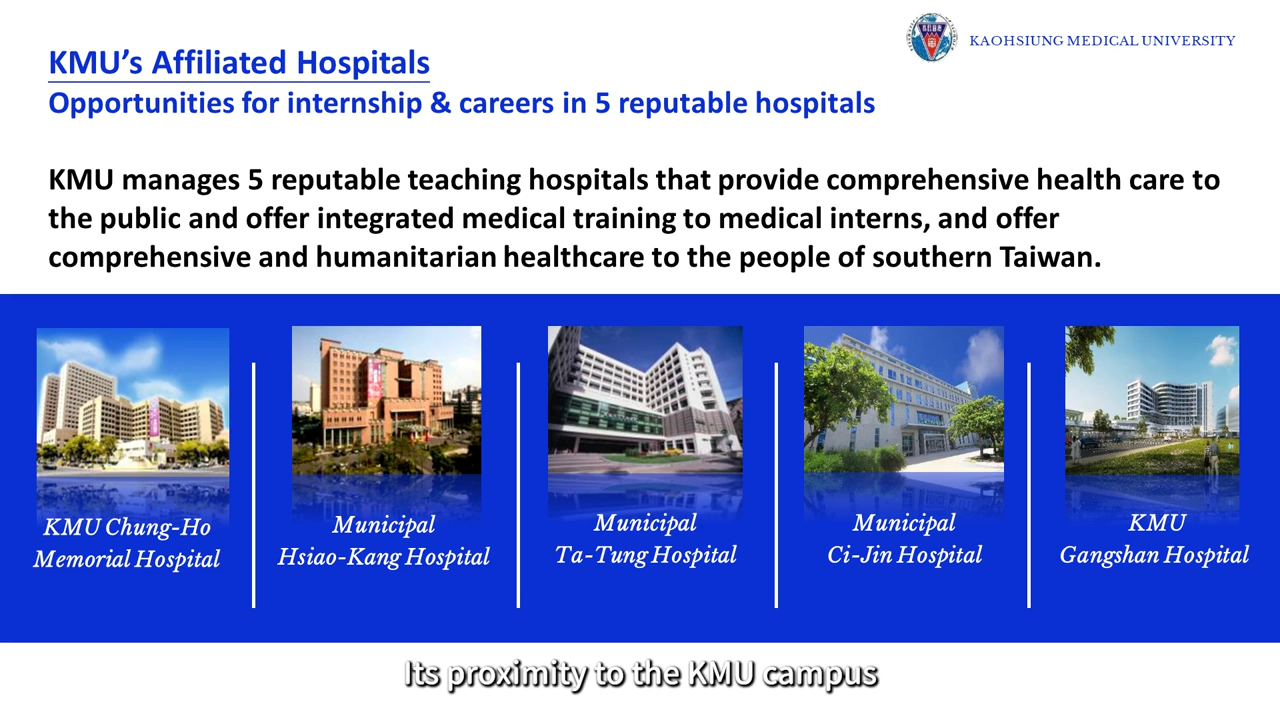 KAOHSIUNG MEDICAL UNIVERSITY
KMU’s Affiliated Hospitals
Opportunities for internship & careers in 5 reputable hospitals
KMU manages 5 reputable teaching hospitals that provide comprehensive health care to
the public and offer integrated medical training to medical interns, and offer
comprehensive and humanitarian healthcare to the people of southern Taiwan.
KMU Chung-Ho
Memorial Hospital
Municipal
Hsiao-Kang Hospital
Municipal
Ta-Tung Hospital
Municipal
Ci-Jin Hospital
KMU
Gangshan Hospital
Its proximity to the KMU campus